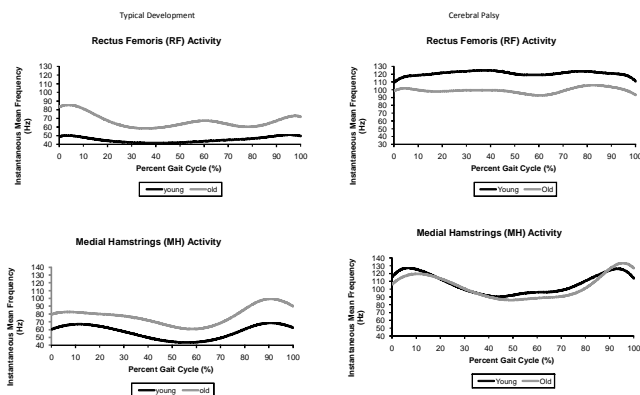 Typical Development
Cerebral Palsy
Rectus Femoris (RF) Activity
Instantaneous Mean Frequency
(Hz)
130
120
110
100
90
80
70
60
50
40
0 10 20 30 40 50 60 70 80 90 100
Percent Gait Cycle (%)
young old
Rectus Femoris (RF) Activity
Instantaneous Mean Frequency
(Hz)
130
120
110
100
90
80
70
60
50
40
30
0 10 20 30 40 50 60 70 80 90 100
Percent Gait Cycle (%)
Young Old
Medial Hamstrings (MH) Activity
Instantaneous Mean Frequency
(Hz)
140
130
120
110
100
90
80
70
60
50
40
0 10 20 30 40 50 60 70 80 90 100
Percent Gait Cycle (%)
young old
Medial Hamstrings (MH) Activity
Instantaneous Mean Frequency
(Hz)
140
130
120
110
100
90
80
70
60
50
40
0 10 20 30 40 50 60 70 80 90 100
Percent Gait Cycle (%)
Young Old